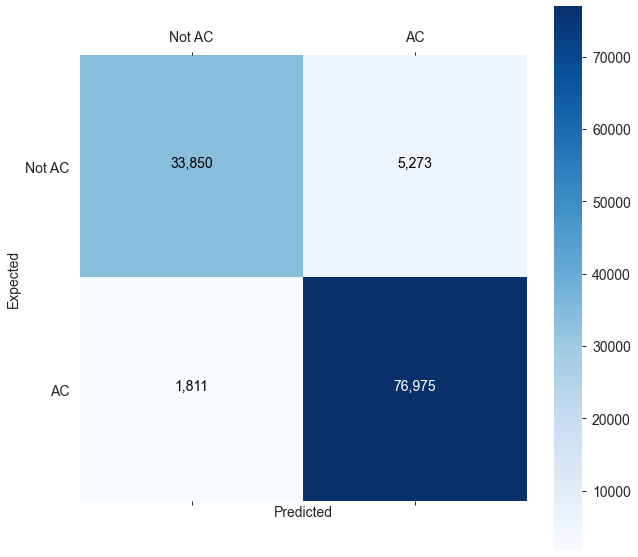 Not AC
AC
Not AC
33,850
5,273
Expected
AC
1,811
76,975
Predicted
70000
60000
50000
40000
30000
20000
10000